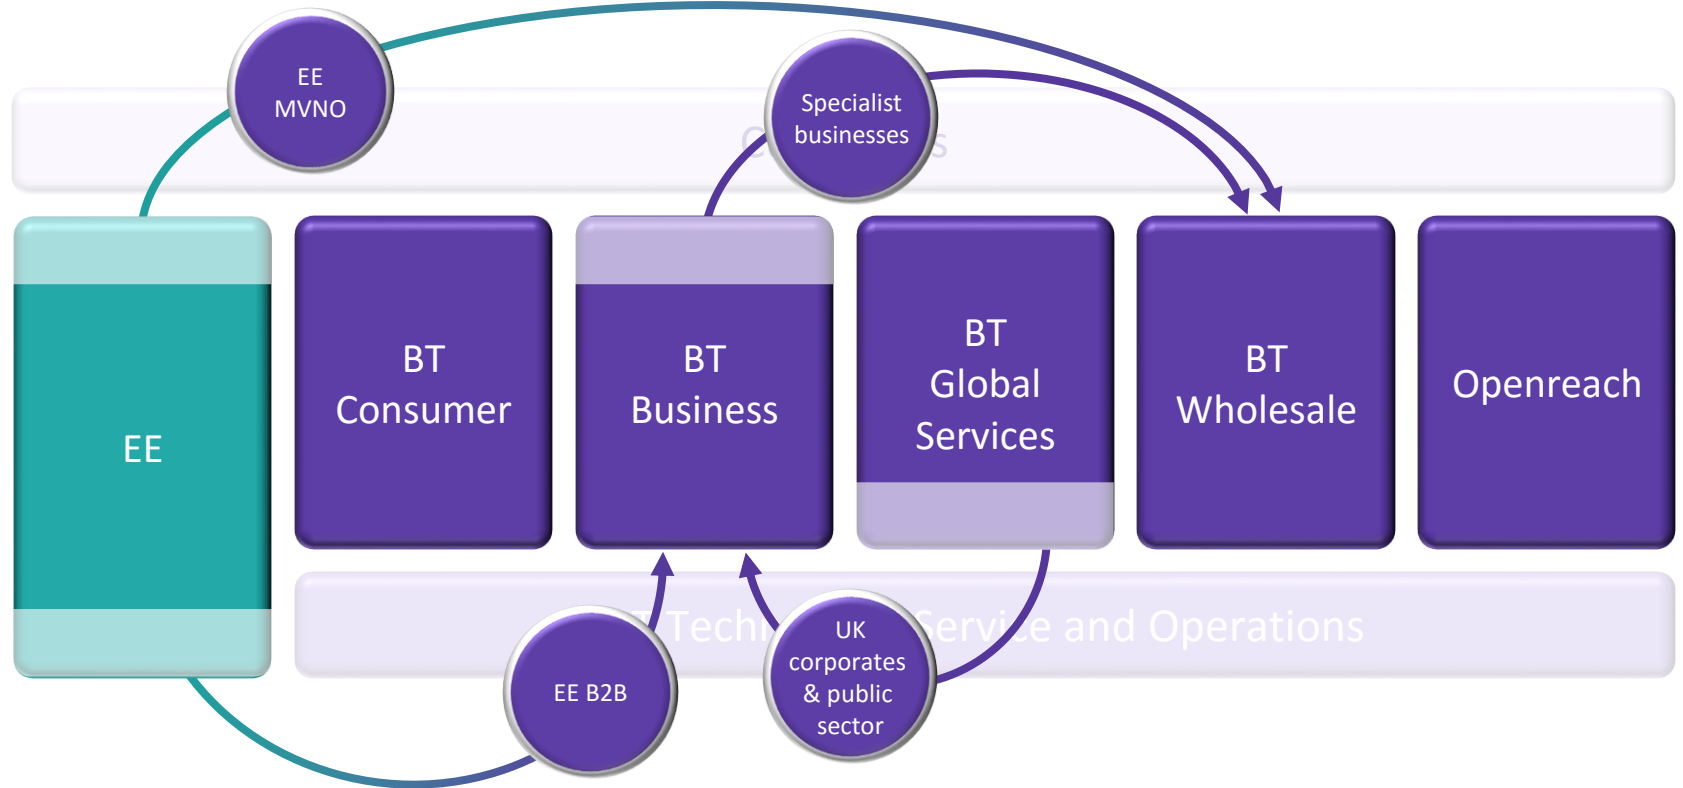 EE
MVNO
Specialist
businesses
EE
BT
Consumer
BT
Business
BT
Global
Services
BT
Wholesale
Openreach
Service and Operations
EE B2B
UK
corporates
& public
sector